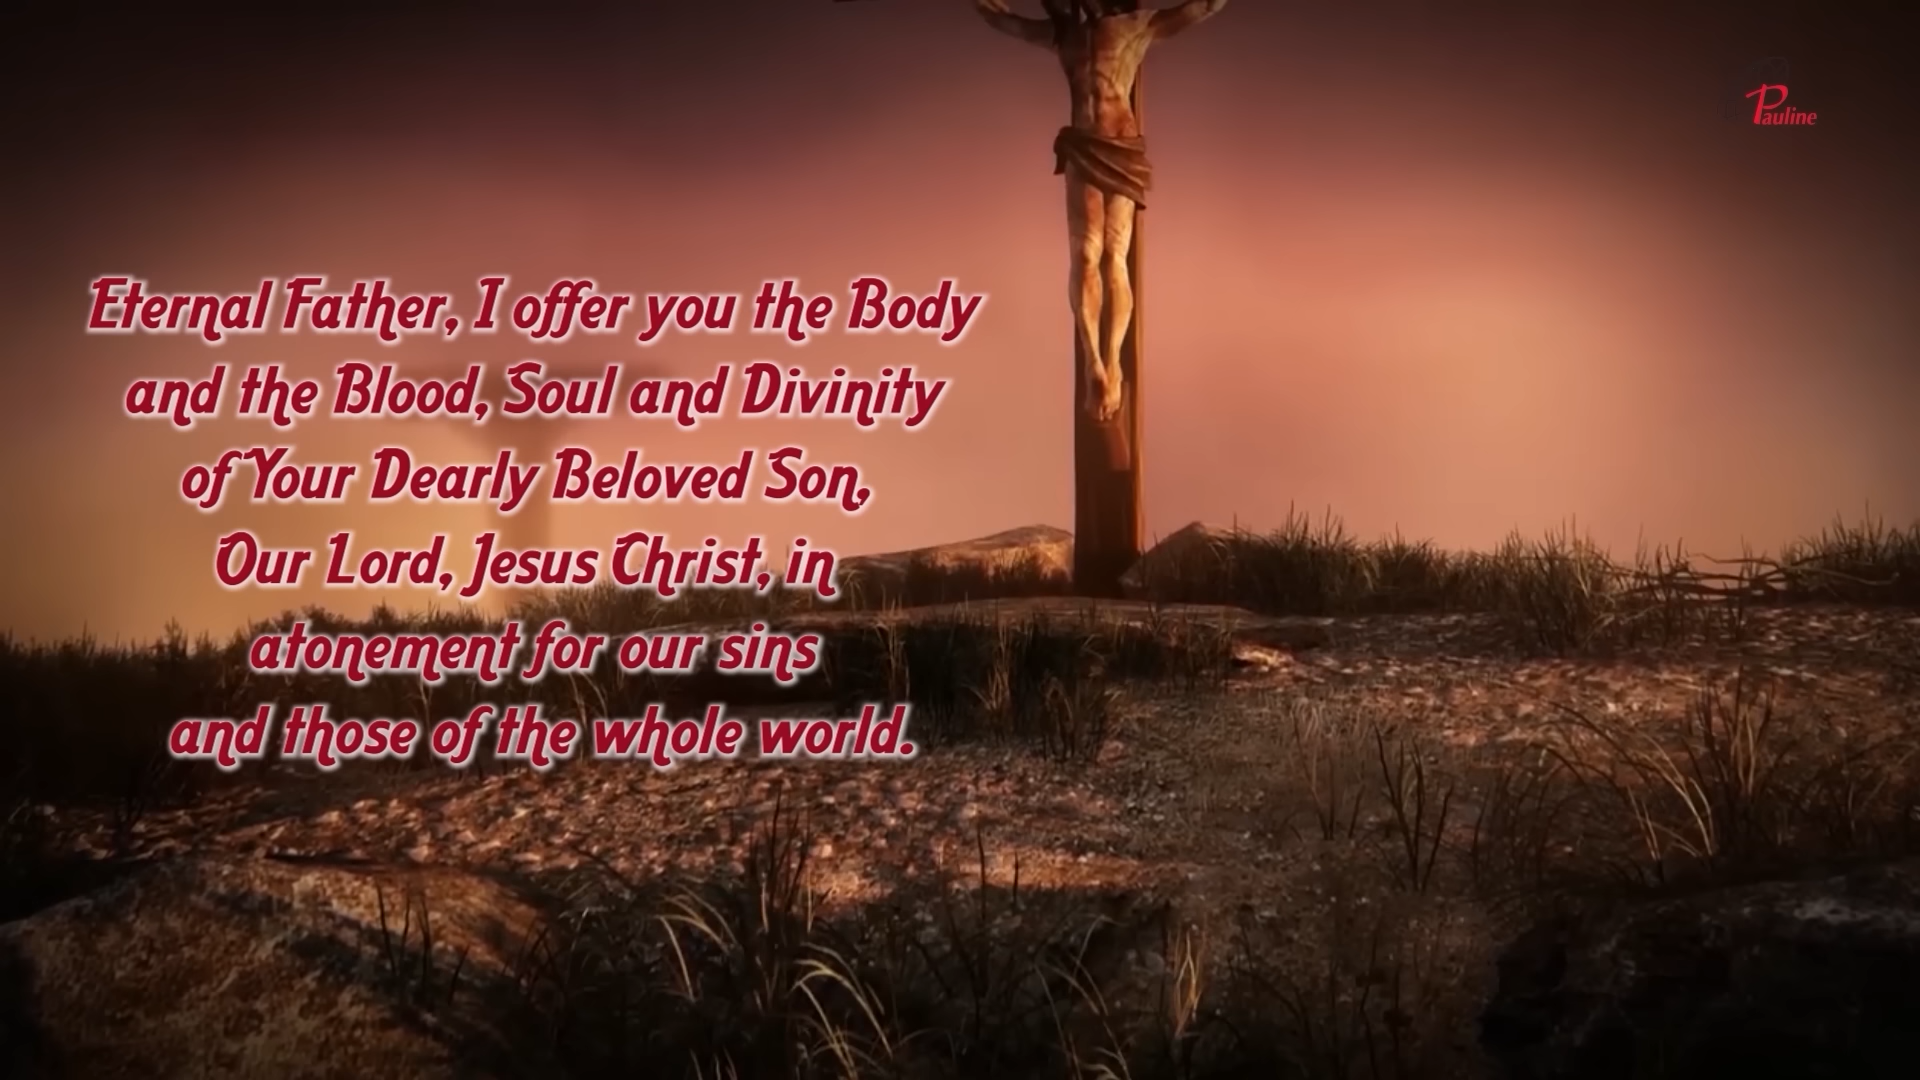 Pauline
Eternal Father, I offer you the Body
and the Blood, Soul and Divinity
of Your Dearly Beloved Son,
Our Lord, Jesus Christ, in
atonement for our sins
and those of the whole world.